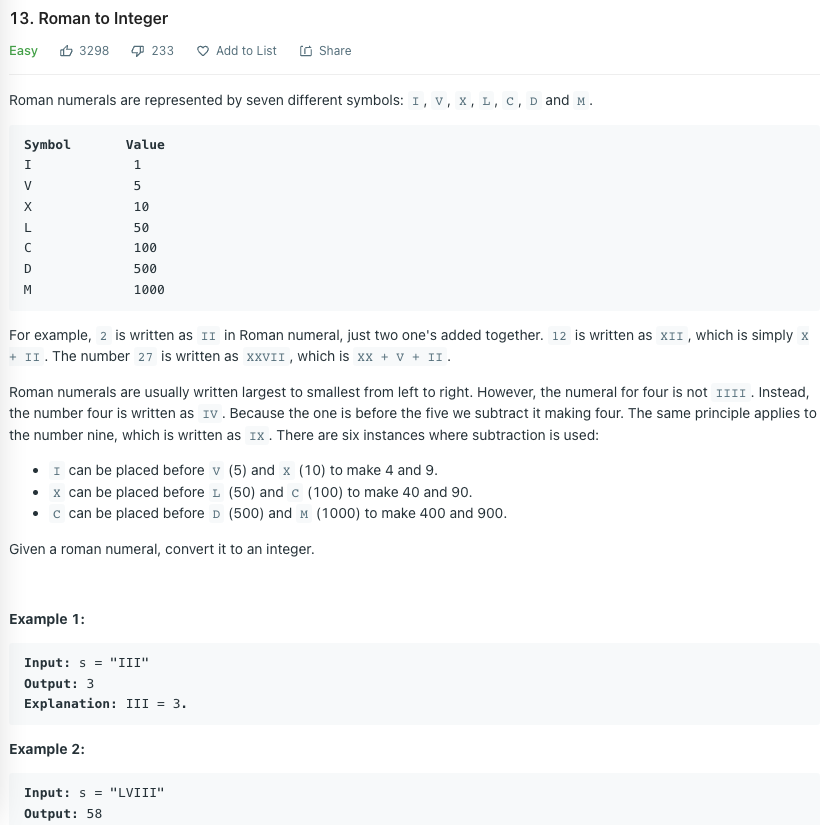 13. Roman to Integer
Easy 3298 233 Add to List Share
Roman numerals are represented by seven different symbols: I, V, X, L, C, D and M.
Symbol Value
I 1
V 5
X 10
L 50
C 100
D 500
M 1000
For example, 2 is written as II in Roman numeral, just two one's added together. 12 is written as XII, which is simply X
+ II. The number 27 is written as XXVII, which is XX + V + II.
Roman numerals are usually written largest to smallest from left to right. However, the numeral for four is not IIII. Instead,
the number four is written as IV. Because the one is before the five we subtract it making four. The same principle applies to
the number nine, which is written as IX. There are six instances where subtraction is used:
• I can be placed before V (5) and X (10) to make 4 and 9.
• X can be placed before L (50) and C (100) to make 40 and 90.
• C can be placed before D (500) and M (1000) to make 400 and 900.
Given a roman numeral, convert it to an integer.
Example 1:
Input: s = "III"
Output: 3
Explanation: III = 3.
Example 2:
Input: s = "LVIII"
Output: 58